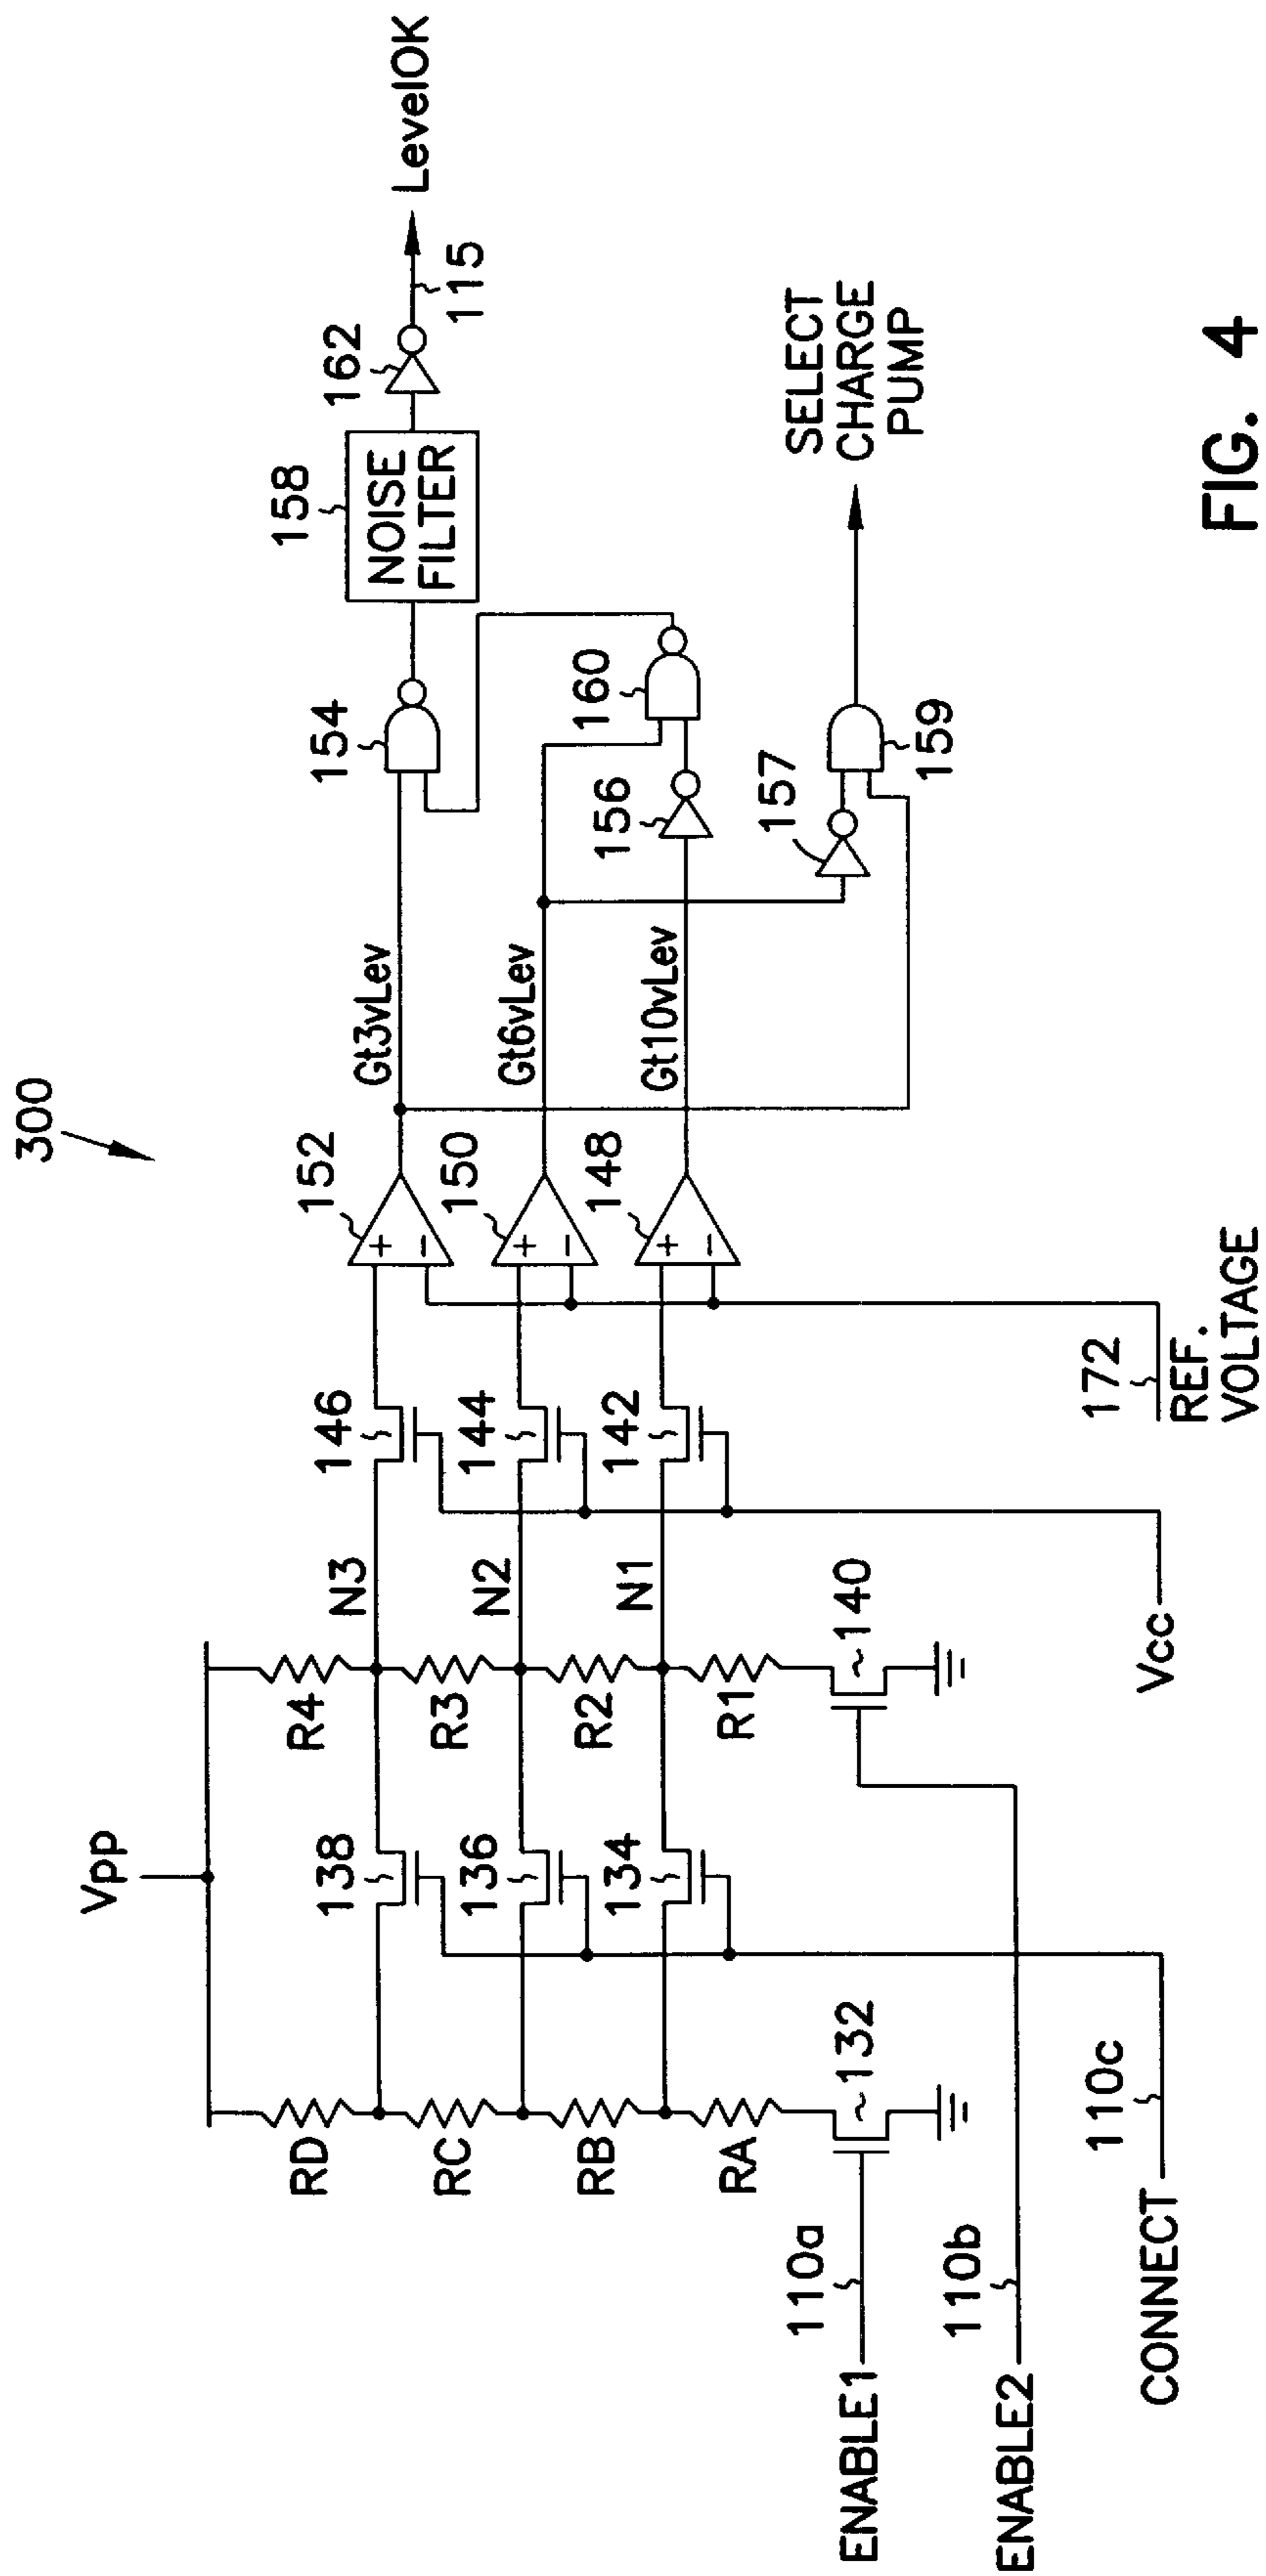 300
Vpp
RD
RC
RB
RA
R4
R3
R2
R1
138
136
134
132
140
N3
N2
N1
146
144
142
152
150
148
+
−
+
−
+
−
Gt3vLev
Gt6vLev
Gt10vLev
154
156
157
160
159
158
NOISE
FILTER
162
115
LevelOK
SELECT
CHARGE
PUMP
110a
ENABLE1
110b
ENABLE2
110c
CONNECT
Vcc
172
REF.
VOLTAGE
FIG. 4